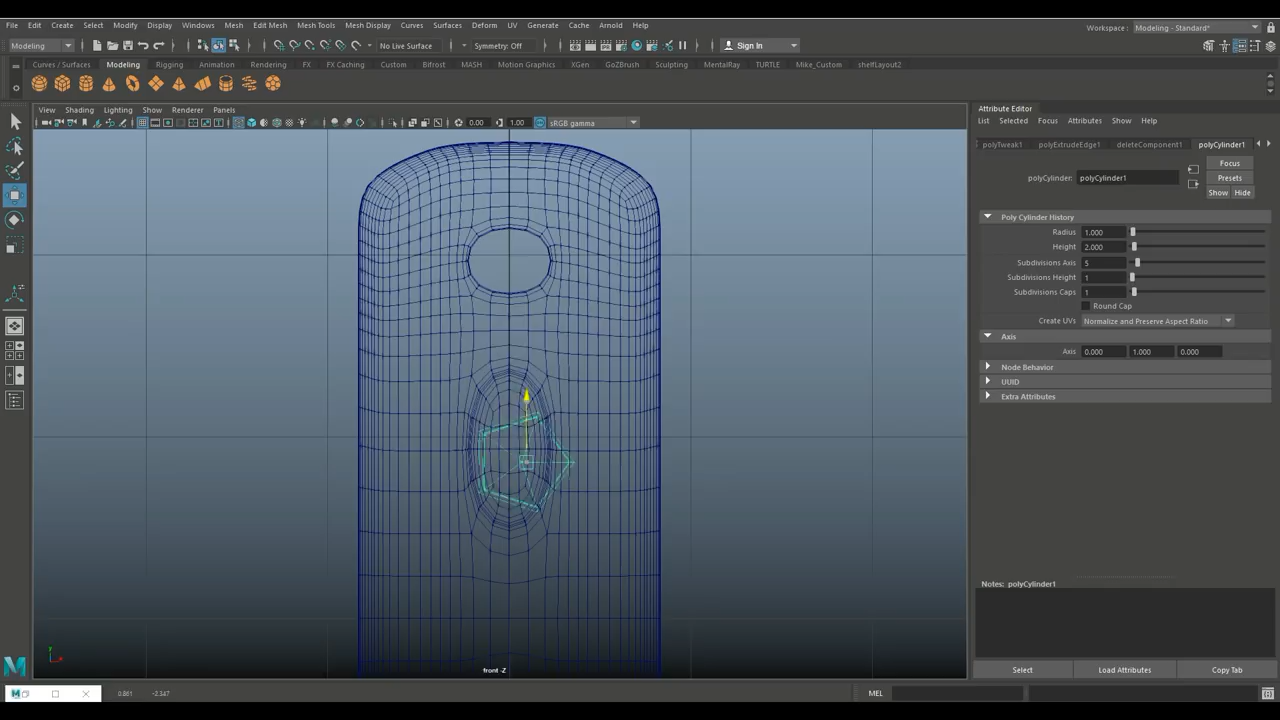 File Edit Create Select Modify Display Windows Mesh Edit Mesh Mesh Tools Mesh Display Curves Surfaces Deform UV Generate Cache Arnold Help
Workspace: Modeling - Standard*
Modeling
No Live Surface
Symmetry: Off
Sign In
Curves / Surfaces Modeling Rigging Animation Rendering FX FX Caching Custom Bifrost MASH Motion Graphics XGen GoZBrush Sculpting MentalRay TURTLE Mike_Custom shelfLayout2
View Shading Lighting Show Renderer Panels
0.00 1.00 sRGB gamma
Attribute Editor
List Selected Focus Attributes Show Help
polyTweak1 polyExtrudeEdge1 deleteComponent1 polyCylinder1
Focus
polyCylinder: polyCylinder1
Presets
Show Hide
Poly Cylinder History
Radius 1.000
Height 2.000
Subdivisions Axis 5
Subdivisions Height 1
Subdivisions Caps 1
Round Cap
Create UVs Normalize and Preserve Aspect Ratio
Axis
Axis 0.000 1.000 0.000
Node Behavior
UUID
Extra Attributes
Notes: polyCylinder1
y
x
front -Z
Select Load Attributes Copy Tab
M
0.861 -2.347
MEL